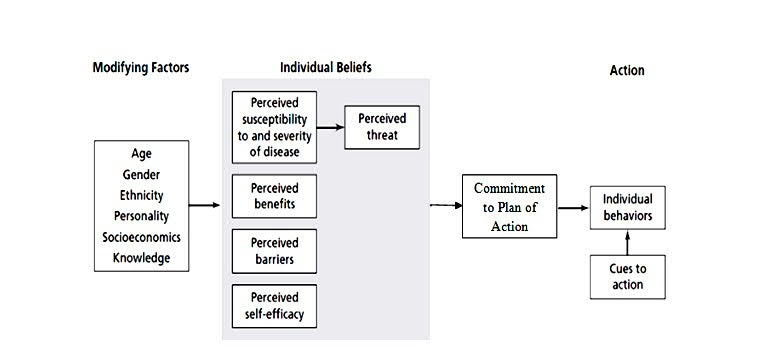 Modifying Factors
Individual Beliefs
Action
Age
Gender
Ethnicity
Personality
Socioeconomics
Knowledge
Perceived
susceptibility
to and severity
of disease
Perceived
threat
Perceived
benefits
Perceived
barriers
Perceived
self-efficacy
Commitment
to Plan of
Action
Individual
behaviors
Cues to
action